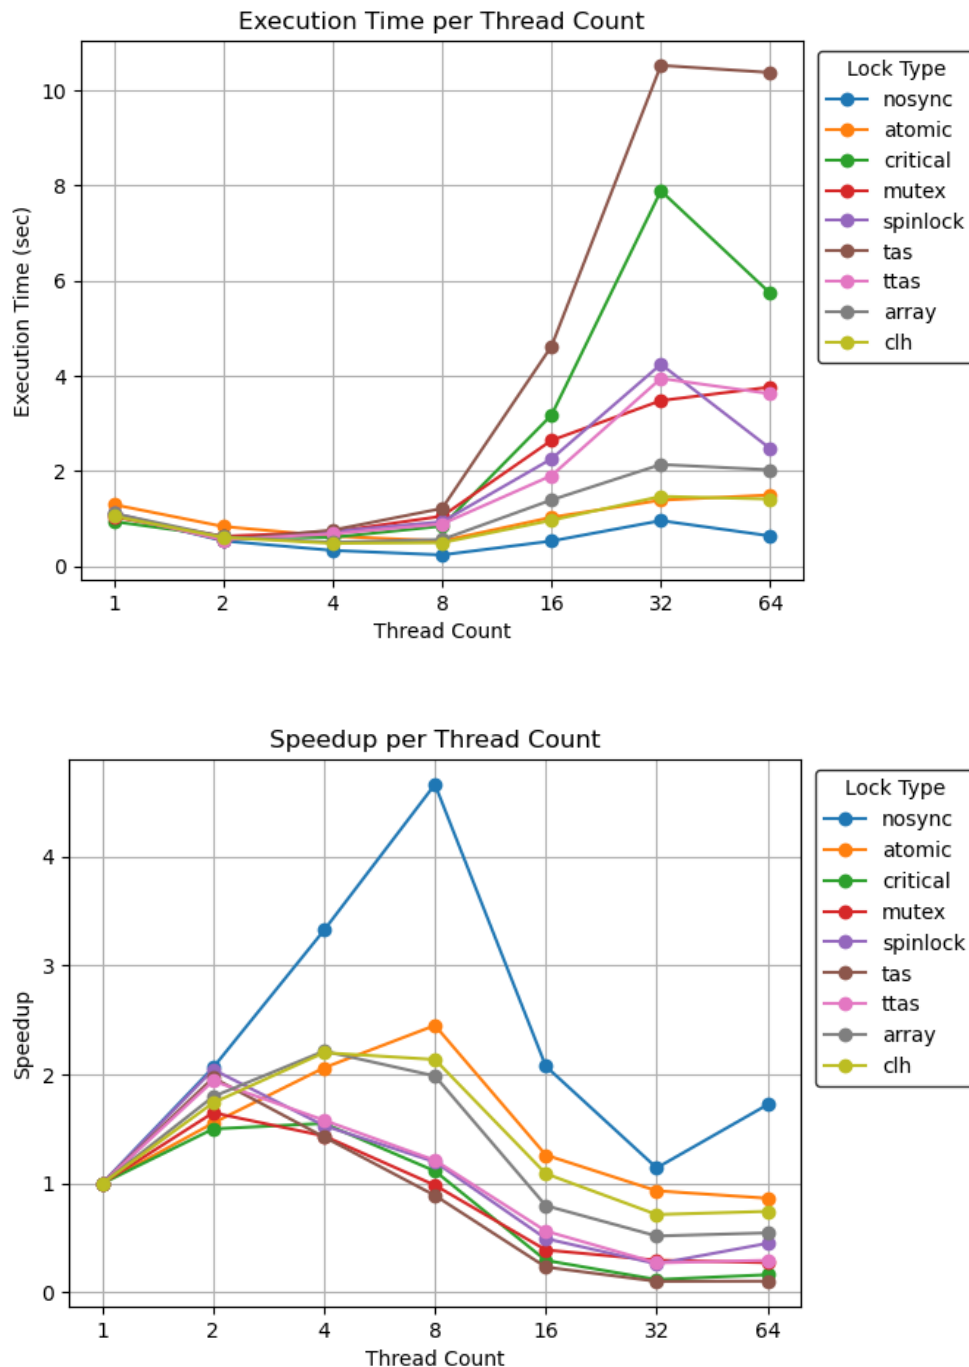 Execution Time per Thread Count
Execution Time (sec)
10
8
6
4
2
0
1 2 4 8 16 32 64
Thread Count
Lock Type
nosync
atomic
critical
mutex
spinlock
tas
ttas
array
clh
Speedup per Thread Count
Speedup
4
3
2
1
0
1 2 4 8 16 32 64
Thread Count
Lock Type
nosync
atomic
critical
mutex
spinlock
tas
ttas
array
clh